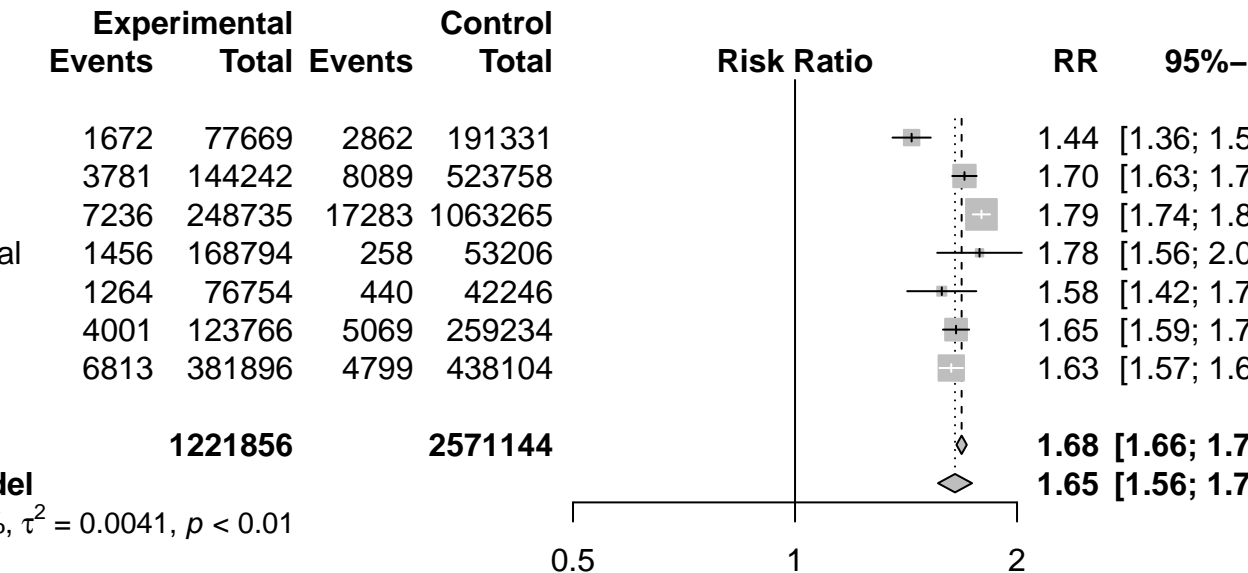 Experimental Control
Events Total Events Total Risk Ratio RR 95%−
1672 77669 2862 191331 1.44 [1.36; 1.5
3781 144242 8089 523758 1.70 [1.63; 1.7
7236 248735 17283 1063265 1.79 [1.74; 1.8
al 1456 168794 258 53206 1.78 [1.56; 2.0
1264 76754 440 42246 1.58 [1.42; 1.7
4001 123766 5069 259234 1.65 [1.59; 1.7
6813 381896 4799 438104 1.63 [1.57; 1.6
1221856 2571144 1.68 [1.66; 1.7
del 1.65 [1.56; 1.7
%, τ² = 0.0041, p < 0.01
0.5 1 2